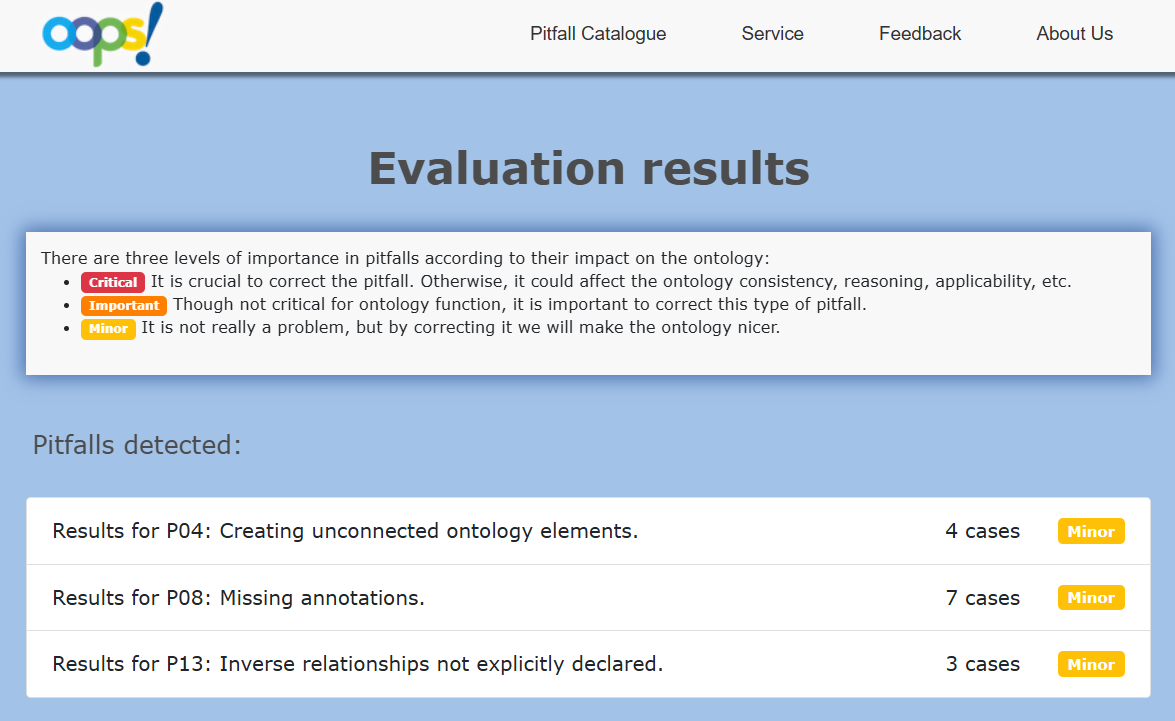 oops!
Pitfall Catalogue Service Feedback About Us
Evaluation results
There are three levels of importance in pitfalls according to their impact on the ontology:
Critical It is crucial to correct the pitfall. Otherwise, it could affect the ontology consistency, reasoning, applicability, etc.
Important Though not critical for ontology function, it is important to correct this type of pitfall.
Minor It is not really a problem, but by correcting it we will make the ontology nicer.
Pitfalls detected:
Results for P04: Creating unconnected ontology elements. 4 cases Minor
Results for P08: Missing annotations. 7 cases Minor
Results for P13: Inverse relationships not explicitly declared. 3 cases Minor